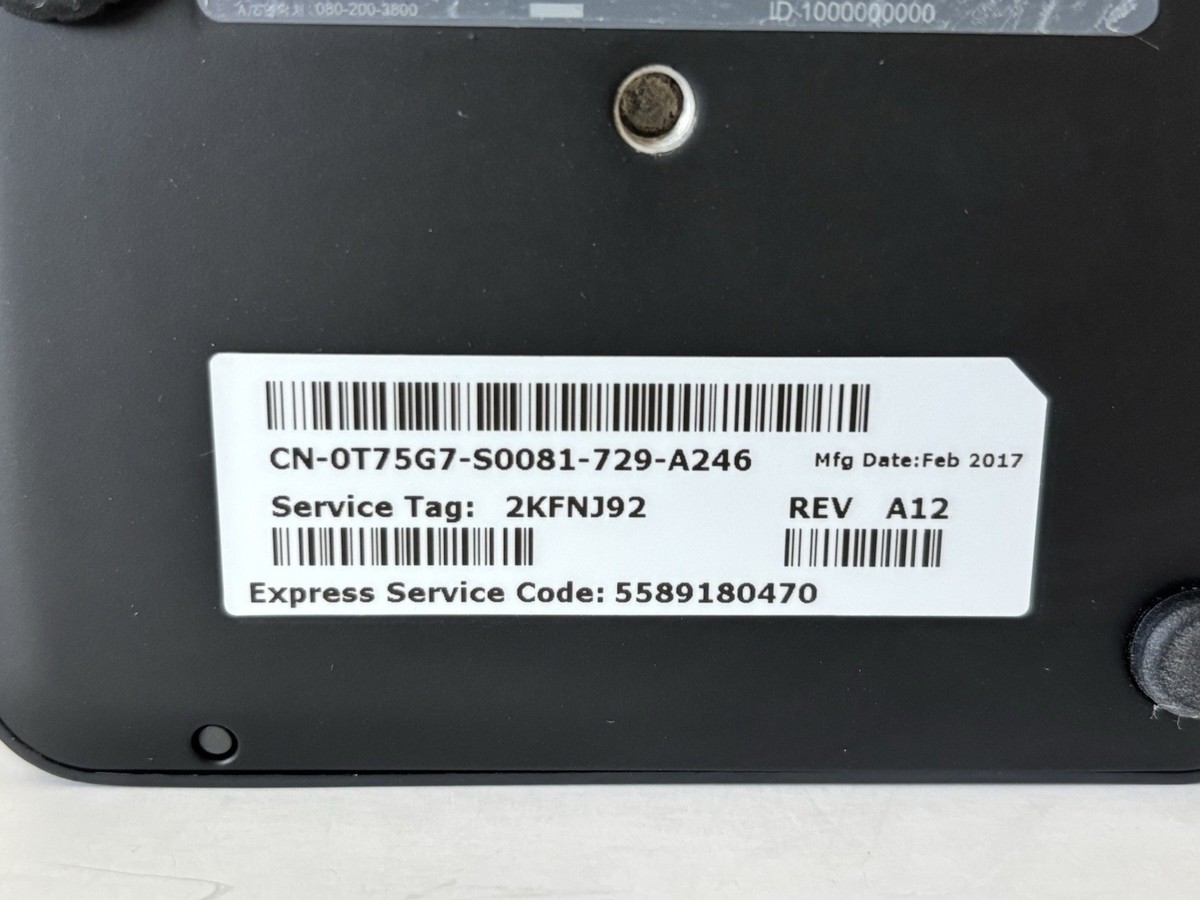 080-200-3800
ID 1000000000
CN-0T75G7-S0081-729-A246 Mfg Date:Feb 2017
Service Tag: 2KFNJ92 REV A12
Express Service Code: 5589180470